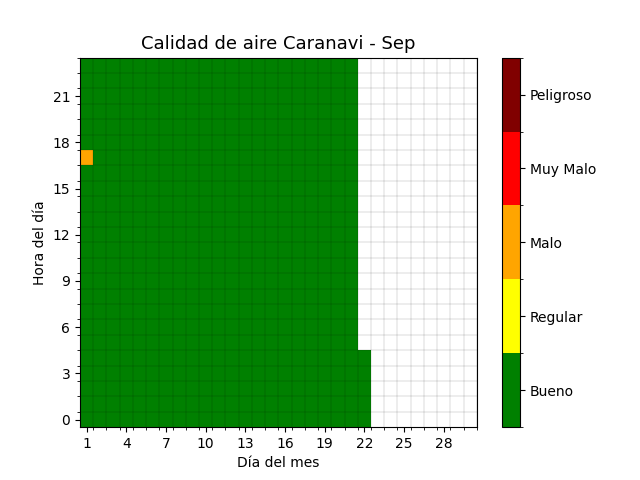 Calidad de aire Caranavi - Sep
Hora del día
21
18
15
12
9
6
3
0
1 4 7 10 13 16 19 22 25 28
Día del mes
Peligroso
Muy Malo
Malo
Regular
Bueno